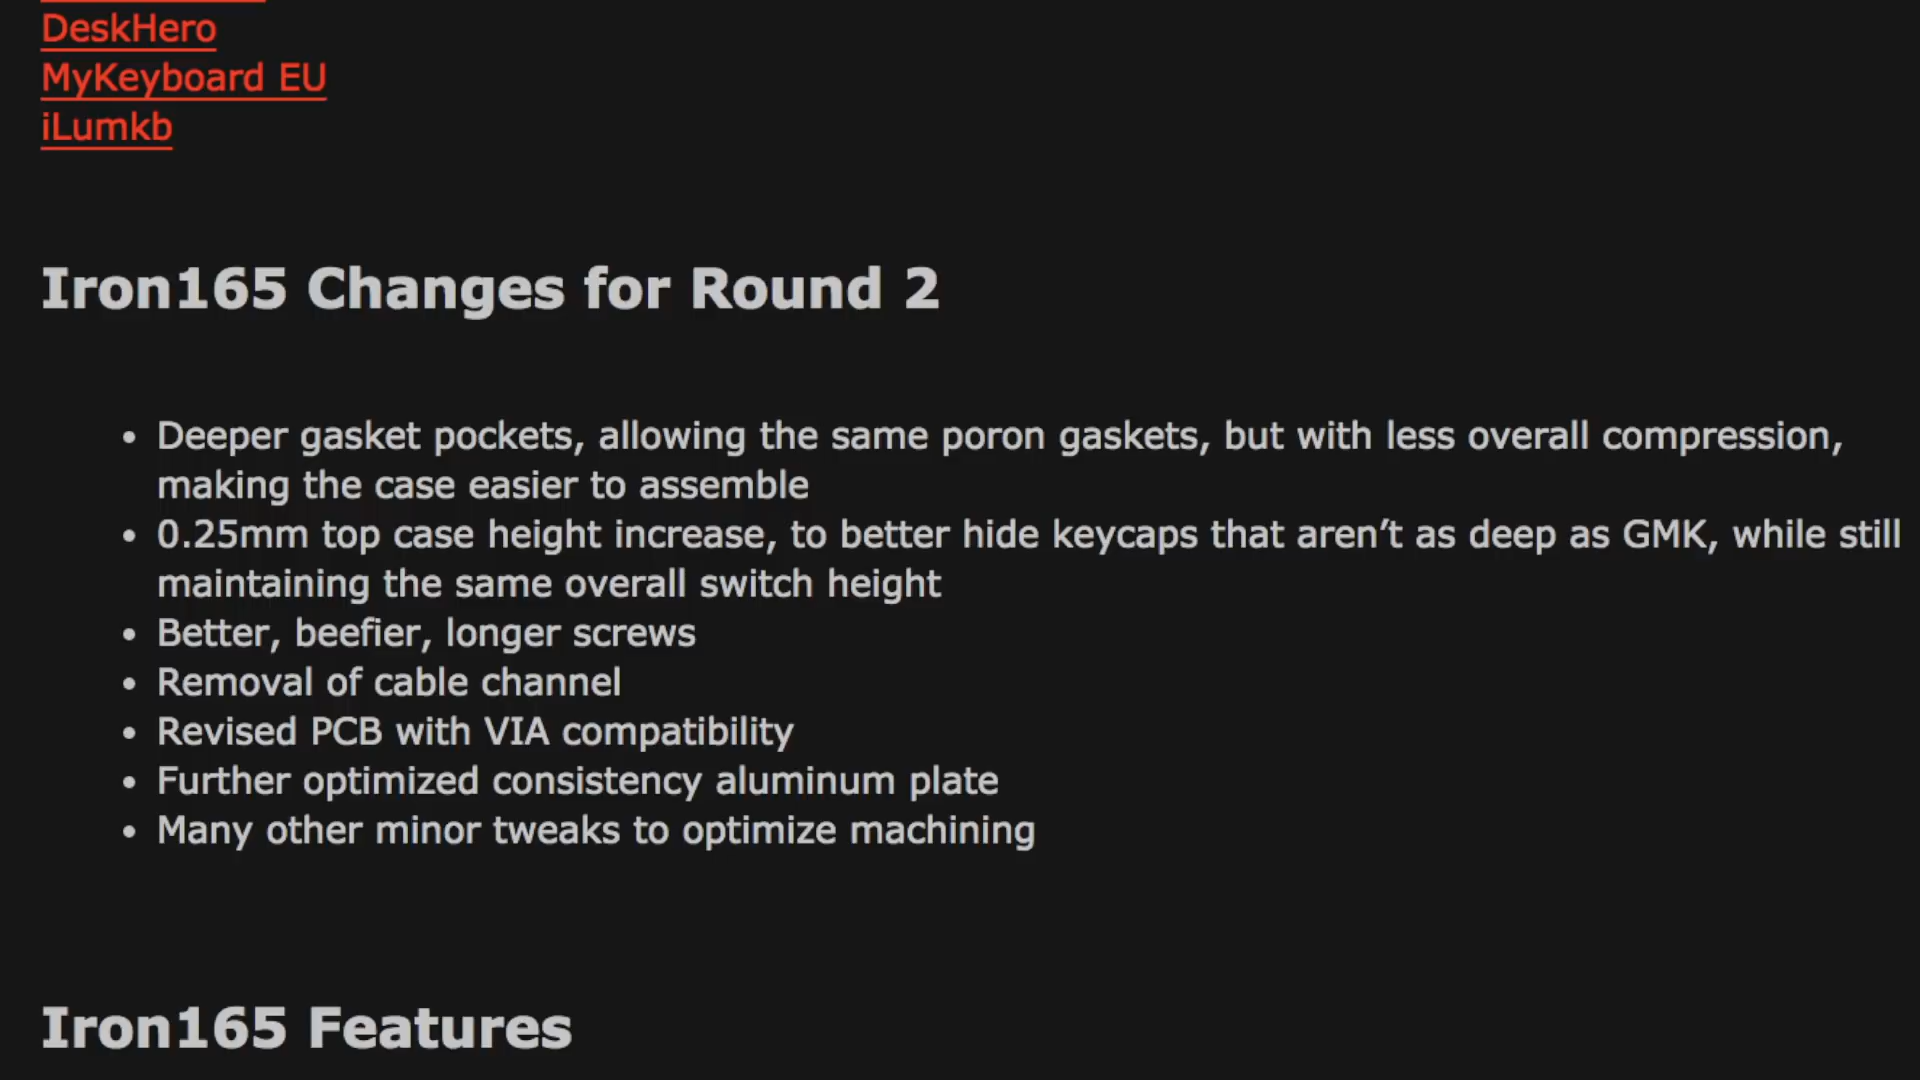 DeskHero
MyKeyboard EU
iLumkb
Iron165 Changes for Round 2
• Deeper gasket pockets, allowing the same poron gaskets, but with less overall compression,
making the case easier to assemble
• 0.25mm top case height increase, to better hide keycaps that aren’t as deep as GMK, while still
maintaining the same overall switch height
• Better, beefier, longer screws
• Removal of cable channel
• Revised PCB with VIA compatibility
• Further optimized consistency aluminum plate
• Many other minor tweaks to optimize machining
Iron165 Features